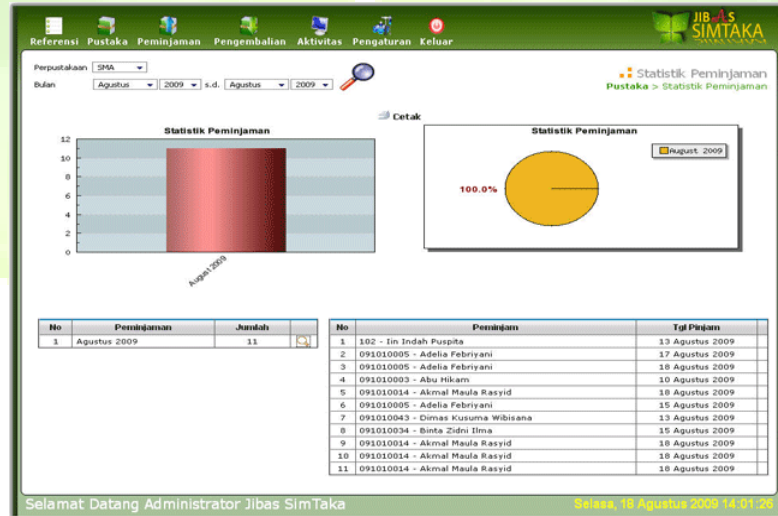 JIBAS
SIMTAKA
Referensi Pustaka Peminjaman Pengembalian Aktivitas Pengaturan Keluar
Perpustakaan SMA
Bulan Agustus 2009 s.d. Agustus 2009
Statistik Peminjaman
Pustaka > Statistik Peminjaman
Cetak
Statistik Peminjaman
12
10
8
6
4
2
0
August 2009
Statistik Peminjaman
August 2009
100.0%
No Peminjaman Jumlah
1 Agustus 2009 11
No Peminjam Tgl Pinjam
1 102 - Iin Indah Puspita 13 Agustus 2009
2 091010005 - Adelia Febriyani 17 Agustus 2009
3 091010005 - Adelia Febriyani 18 Agustus 2009
4 091010003 - Abu Hikam 10 Agustus 2009
5 091010014 - Akmal Maula Rasyid 18 Agustus 2009
6 091010005 - Adelia Febriyani 15 Agustus 2009
7 091010043 - Dimas Kusuma Wibisana 13 Agustus 2009
8 091010034 - Binta Zidni Ilma 15 Agustus 2009
9 091010014 - Akmal Maula Rasyid 18 Agustus 2009
10 091010014 - Akmal Maula Rasyid 18 Agustus 2009
11 091010014 - Akmal Maula Rasyid 18 Agustus 2009
Selamat Datang Administrator Jibas SimTaka
Selasa, 18 Agustus 2009 14:01:26